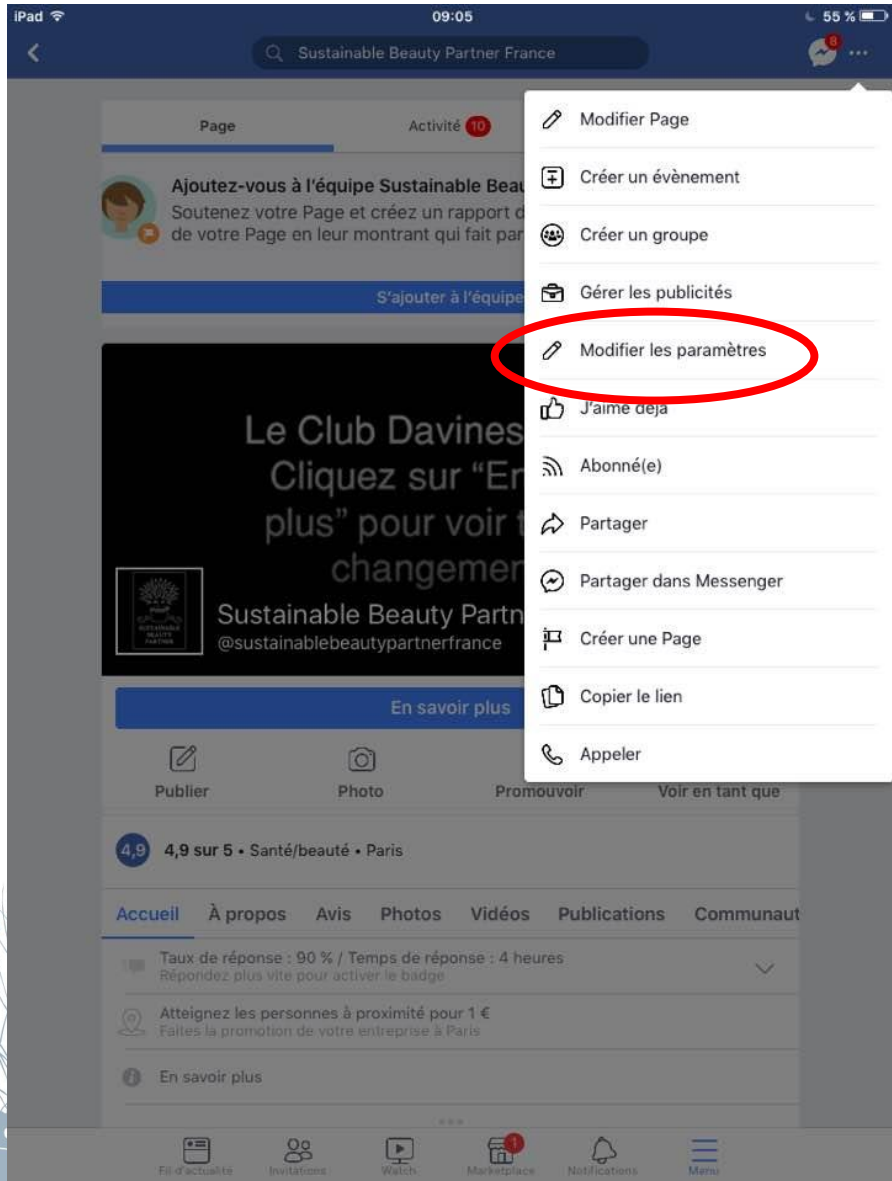 iPad 09:05 55 %
Sustainable Beauty Partner France 8
Page Activité 10
Ajoutez-vous à l'équipe Sustainable Beau
Soutenez votre Page et créez un rapport d
de votre Page en leur montrant qui fait par
S'ajouter à l'équipe
Modifier Page
Créer un évènement
Créer un groupe
Gérer les publicités
Modifier les paramètres
J'aime déjà
Abonné(e)
Partager
Partager dans Messenger
Créer une Page
Copier le lien
Appeler
Le Club Davines
Cliquez sur “En
plus” pour voir t
changemen
SUSTAINABLE
BEAUTY
PARTNER
Sustainable Beauty Partn
@sustainablebeautypartnerfrance
En savoir plus
Publier Photo Promouvoir Voir en tant que
4,9 4,9 sur 5 • Santé/beauté • Paris
Accueil À propos Avis Photos Vidéos Publications Communaut
Taux de réponse : 90 % / Temps de réponse : 4 heures
Répondez plus vite pour activer le badge
Atteignez les personnes à proximité pour 1 €
Faites la promotion de votre entreprise à Paris
En savoir plus
1
Fil d'actualité Invitations Watch Marketplace Notifications Menu